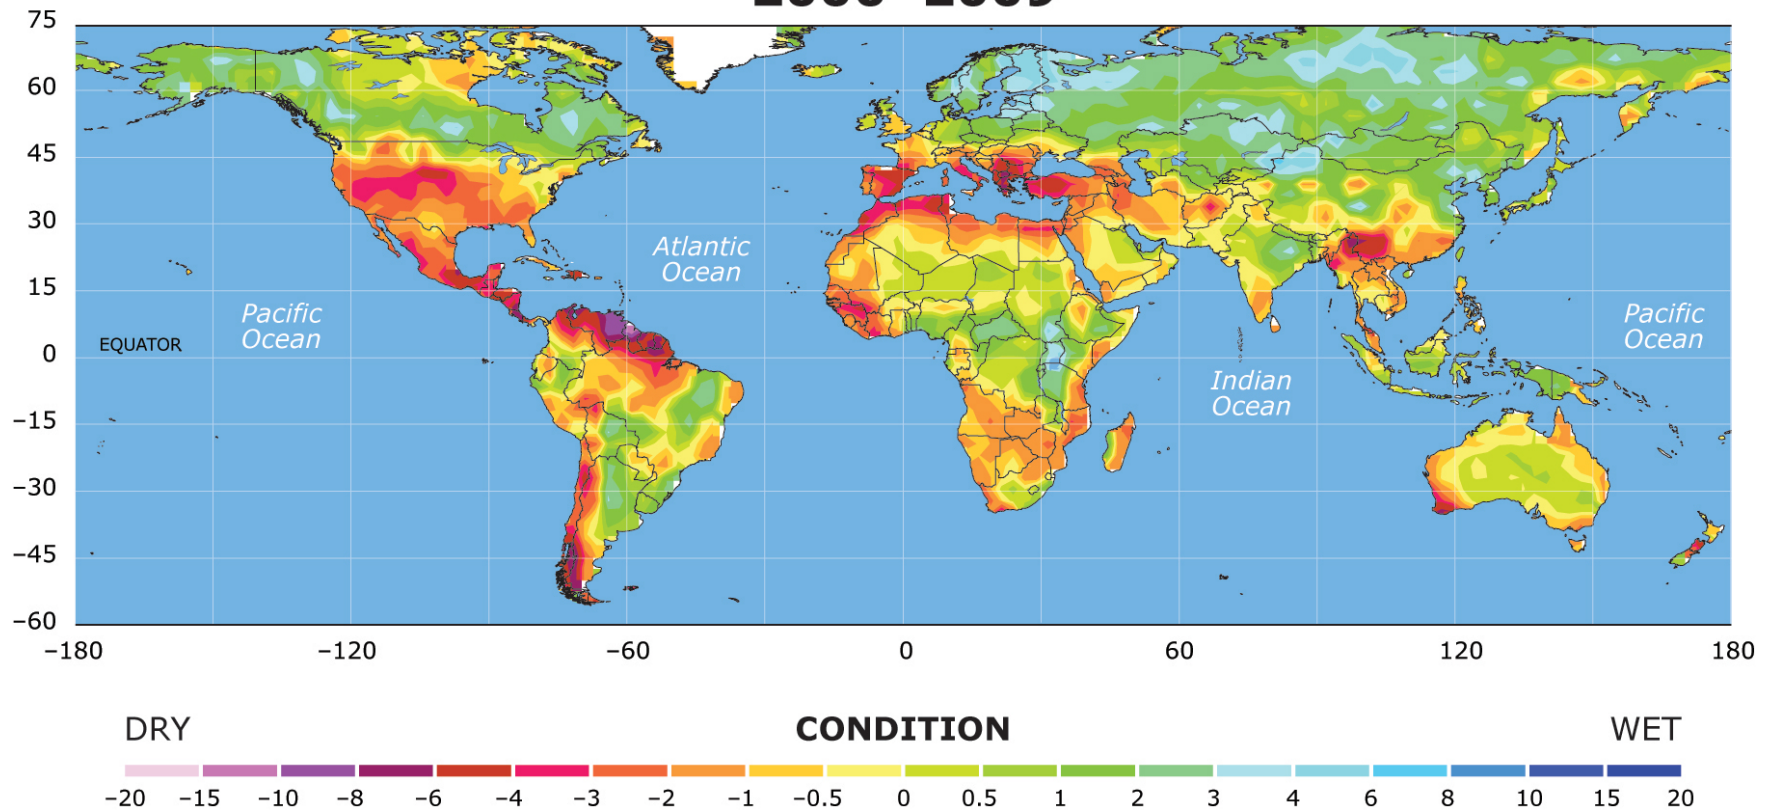 75
60
45
30
15
0
−15
−30
−45
−60
Atlantic
Ocean
Pacific
Ocean
EQUATOR
Pacific
Ocean
Indian
Ocean
−180 −120 −60 0 60 120 180
DRY CONDITION WET
−20 −15 −10 −8 −6 −4 −3 −2 −1 −0.5 0 0.5 1 2 3 4 6 8 10 15 20